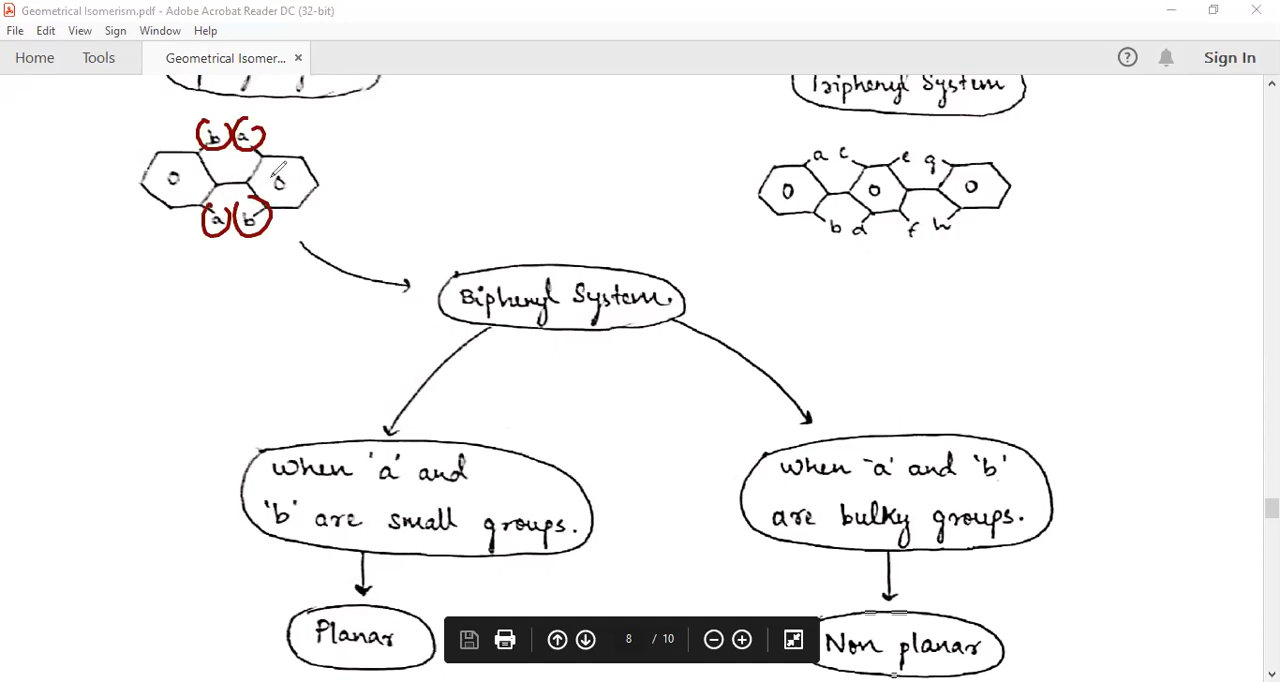 Geometrical Isomerism.pdf - Adobe Acrobat Reader DC (32-bit)
File Edit View Sign Window Help
Home Tools Geometrical Isomer... × Sign In
System
b a
O O
a b
a c e g
O O O
b d f h
Biphenyl System.
when 'a' and
'b' are small groups.
when 'a' and 'b'
are bulky groups.
Planar
Non planar
8 / 10